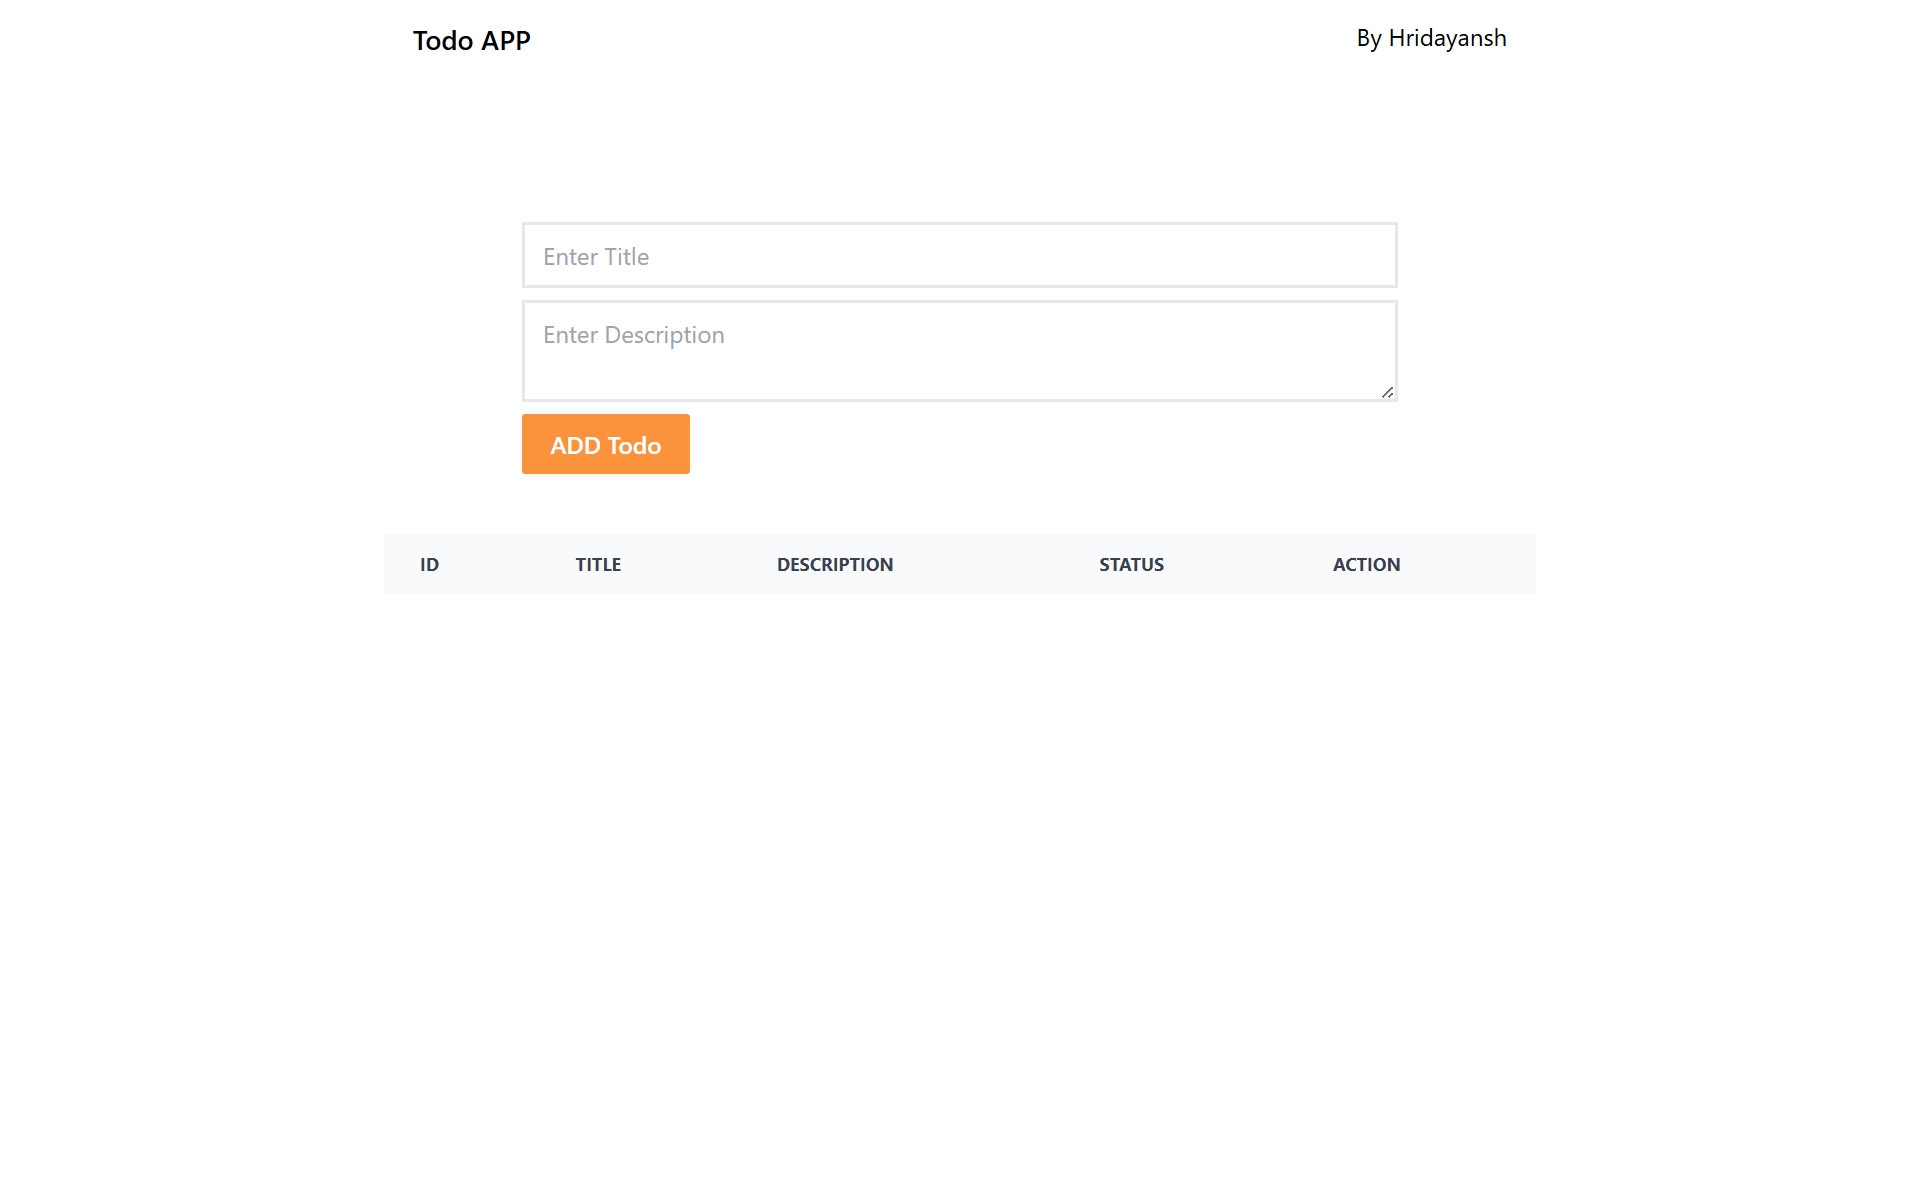 Todo APP
By Hridayansh
Enter Title
Enter Description
ADD Todo
ID TITLE DESCRIPTION STATUS ACTION